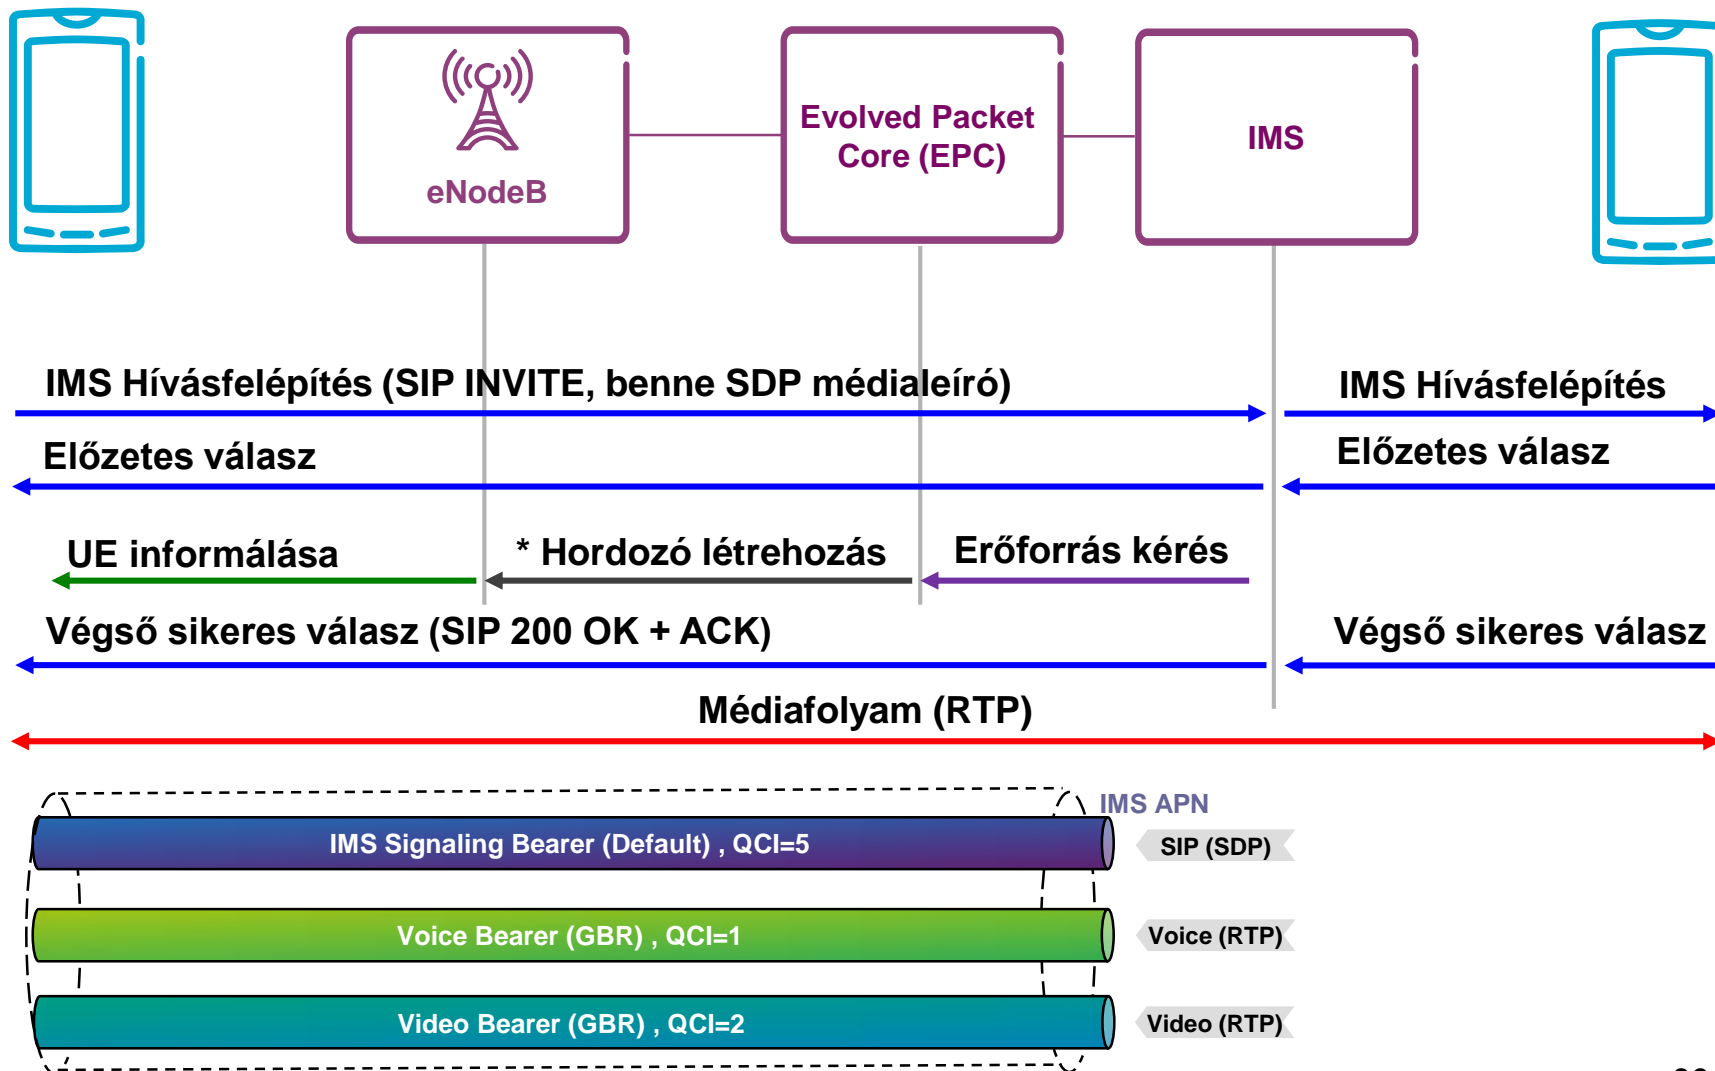 eNodeB
Evolved Packet
Core (EPC)
IMS
IMS Hívásfelépítés (SIP INVITE, benne SDP médialeíró)
IMS Hívásfelépítés
Előzetes válasz
Előzetes válasz
UE informálása
* Hordozó létrehozás
Erőforrás kérés
Végső sikeres válasz (SIP 200 OK + ACK)
Végső sikeres válasz
Médiafolyam (RTP)
IMS APN
IMS Signaling Bearer (Default) , QCI=5
SIP (SDP)
Voice Bearer (GBR) , QCI=1
Voice (RTP)
Video Bearer (GBR) , QCI=2
Video (RTP)